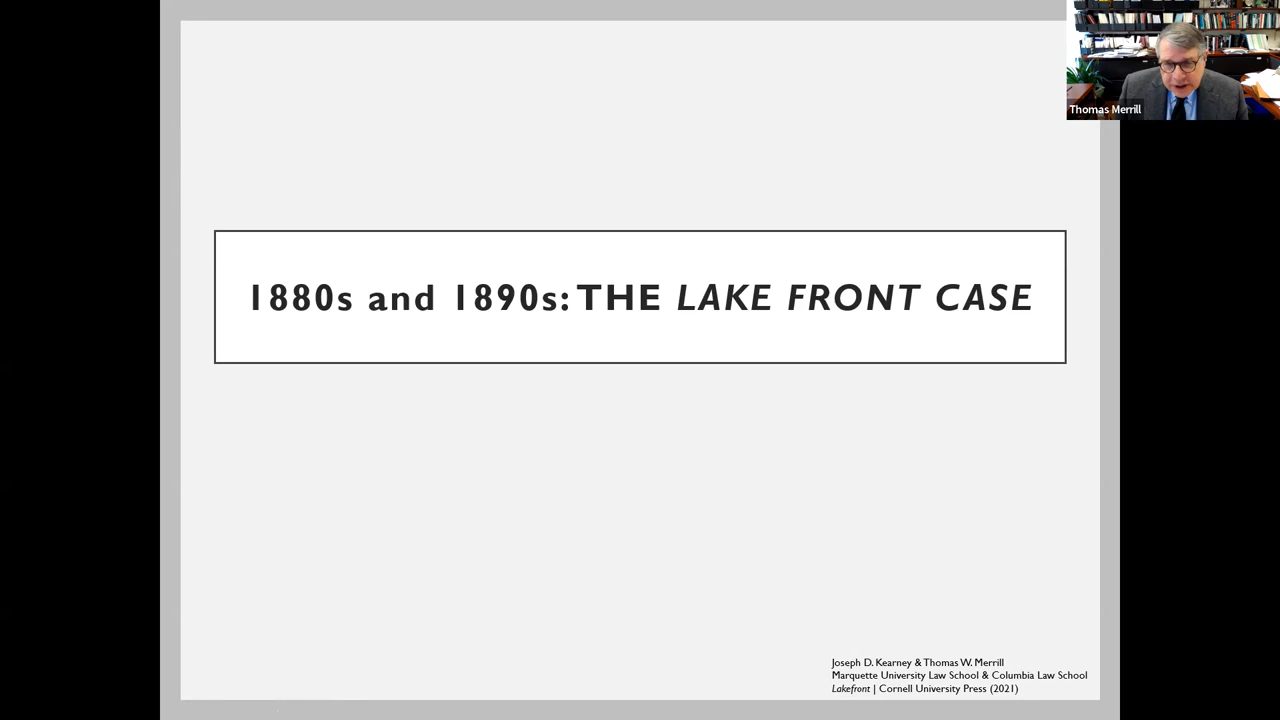 Thomas Merrill
1880s and 1890s: THE LAKE FRONT CASE
Joseph D. Kearney & Thomas W. Merrill
Marquette University Law School & Columbia Law School
Lakefront | Cornell University Press (2021)